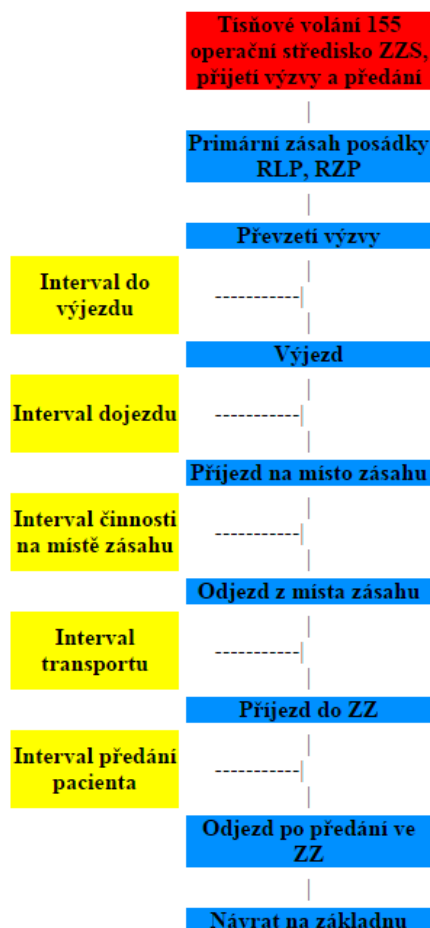 Tísňové volání 155
operační středisko ZZS,
přijetí výzvy a předání
Primární zásah posádky
RLP, RZP
Převzetí výzvy
Interval do
výjezdu
Výjezd
Interval dojezdu
Příjezd na místo zásahu
Interval činnosti
na místě zásahu
Odjezd z místa zásahu
Interval
transportu
Příjezd do ZZ
Interval předání
pacienta
Odjezd po předání ve
ZZ
Návrat na základnu